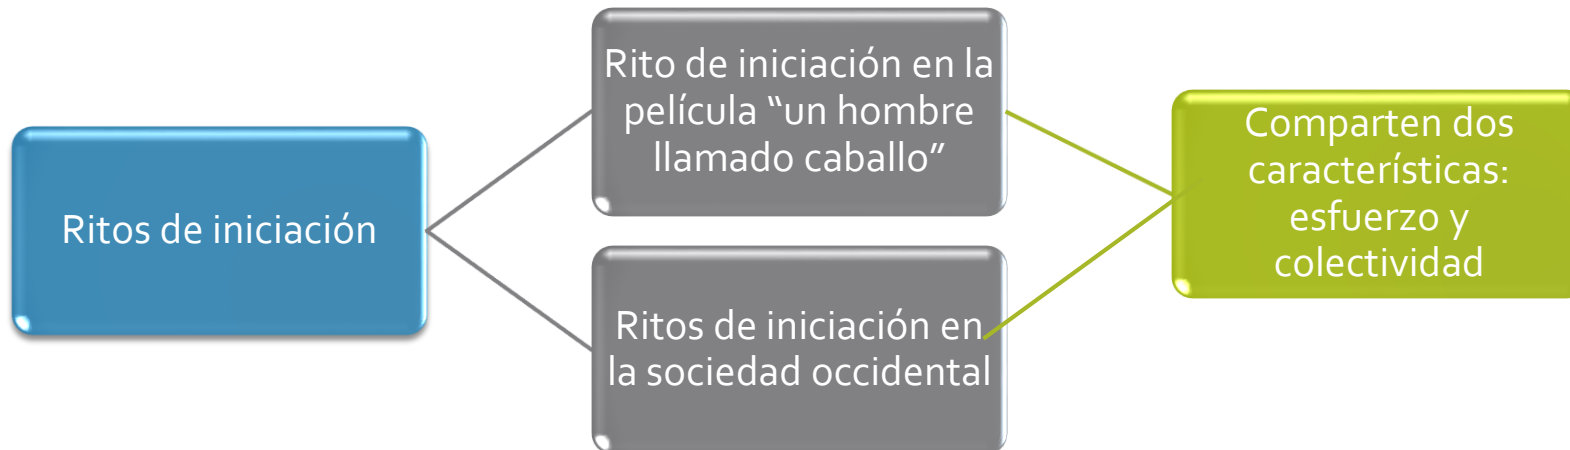 Ritos de iniciación
Rito de iniciación en la
película “un hombre
llamado caballo”
Ritos de iniciación en
la sociedad occidental
Comparten dos
características:
esfuerzo y
colectividad